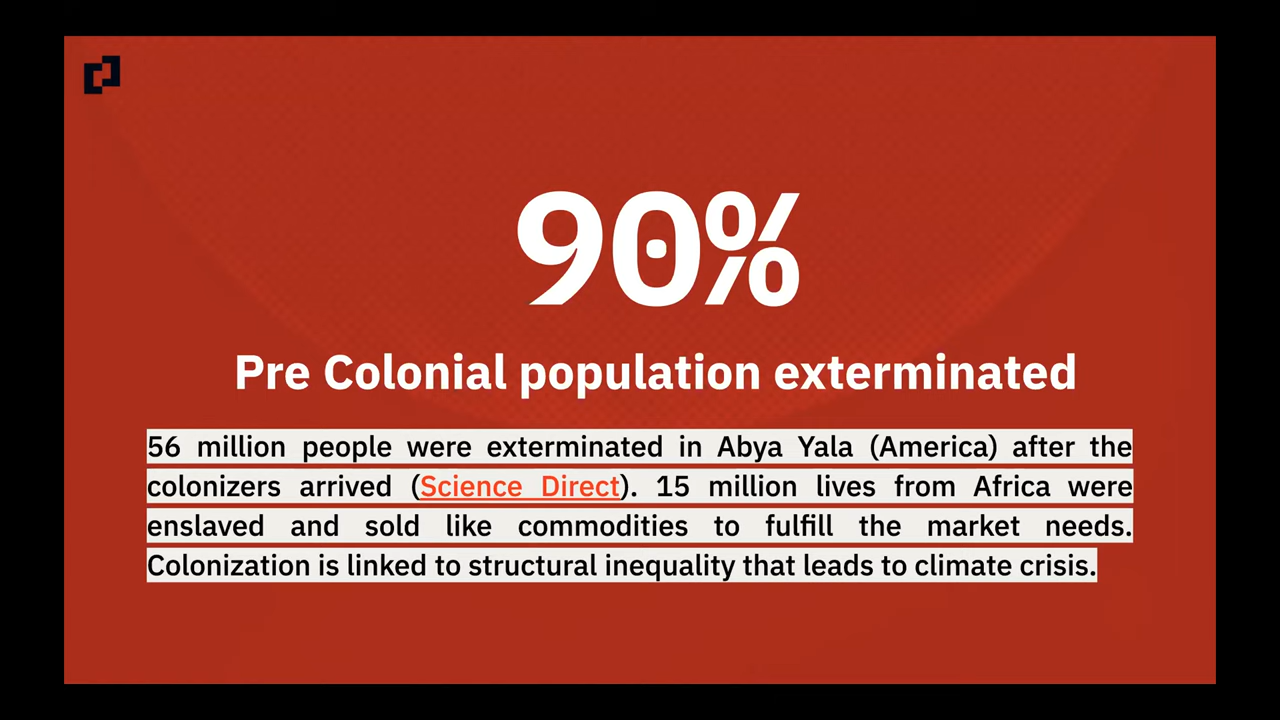 90%
Pre Colonial population exterminated
56 million people were exterminated in Abya Yala (America) after the
colonizers arrived (Science Direct). 15 million lives from Africa were
enslaved and sold like commodities to fulfill the market needs.
Colonization is linked to structural inequality that leads to climate crisis.